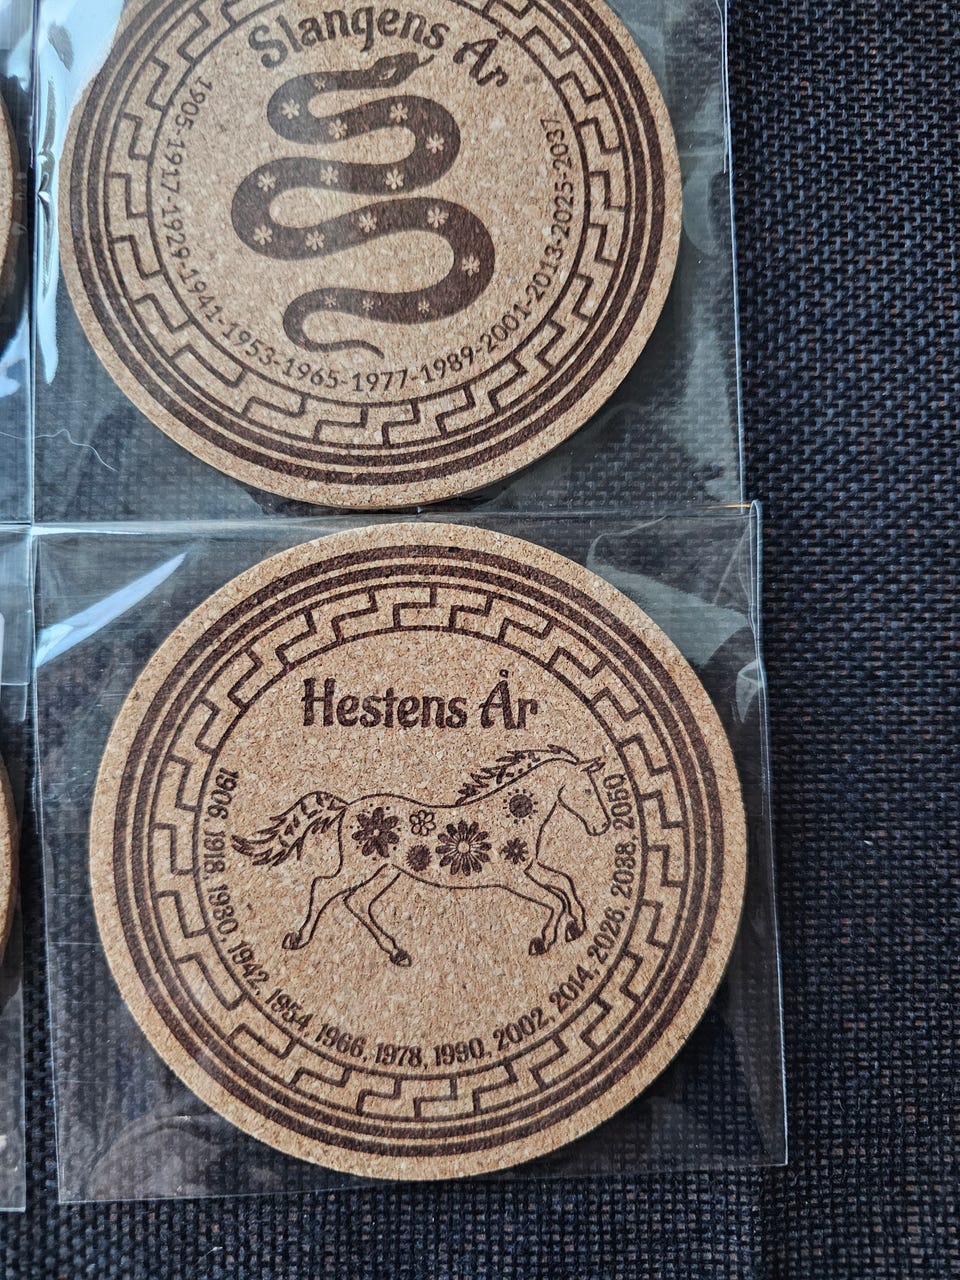 Slangens År
1905-1917-1929-1941-1953-1965-1977-1989-2001-2013-2025-2037
Hestens År
1906, 1918, 1930, 1942, 1954, 1966, 1978, 1990, 2002, 2014, 2026, 2038, 2050